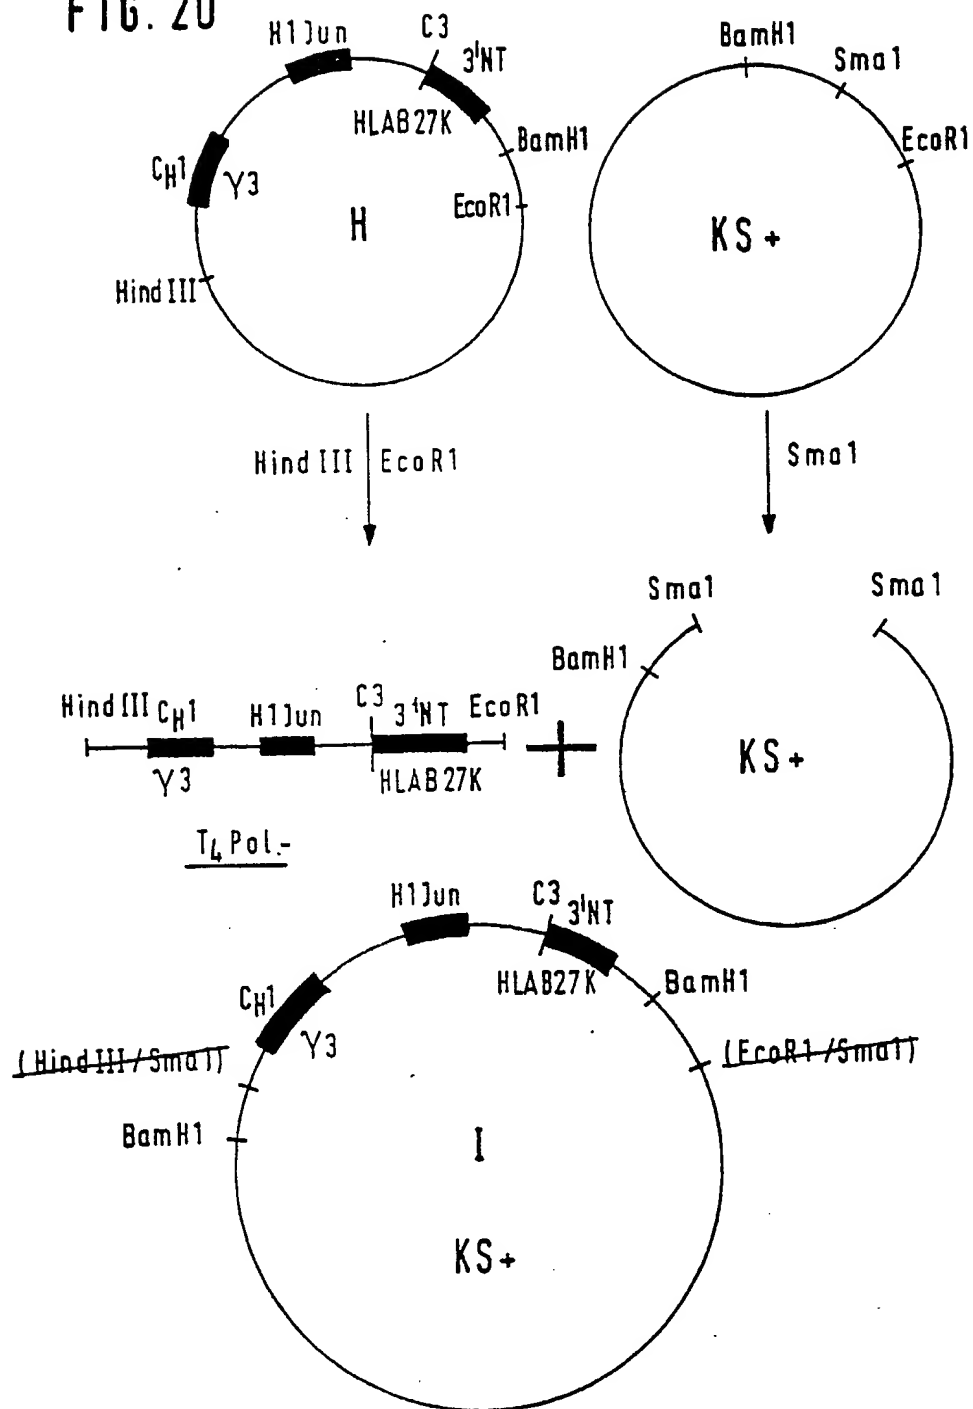 FIG. 20
H1Jun
C3
3'NT
HLAB27K
BamH1
EcoR1
CH1
γ3
H
Hind III
BamH1
Sma1
EcoR1
KS+
Hind III EcoR1
Sma1
Sma1
Sma1
BamH1
KS+
Hind III CH1 H1Jun C3 3'NT EcoR1
γ3 HLAB27K
+
T4 Pol.-
H1Jun
C3
3'NT
HLAB27K
BamH1
CH1
γ3
(Hind III/Sma1)
(EcoR1/Sma1)
BamH1
I
KS+